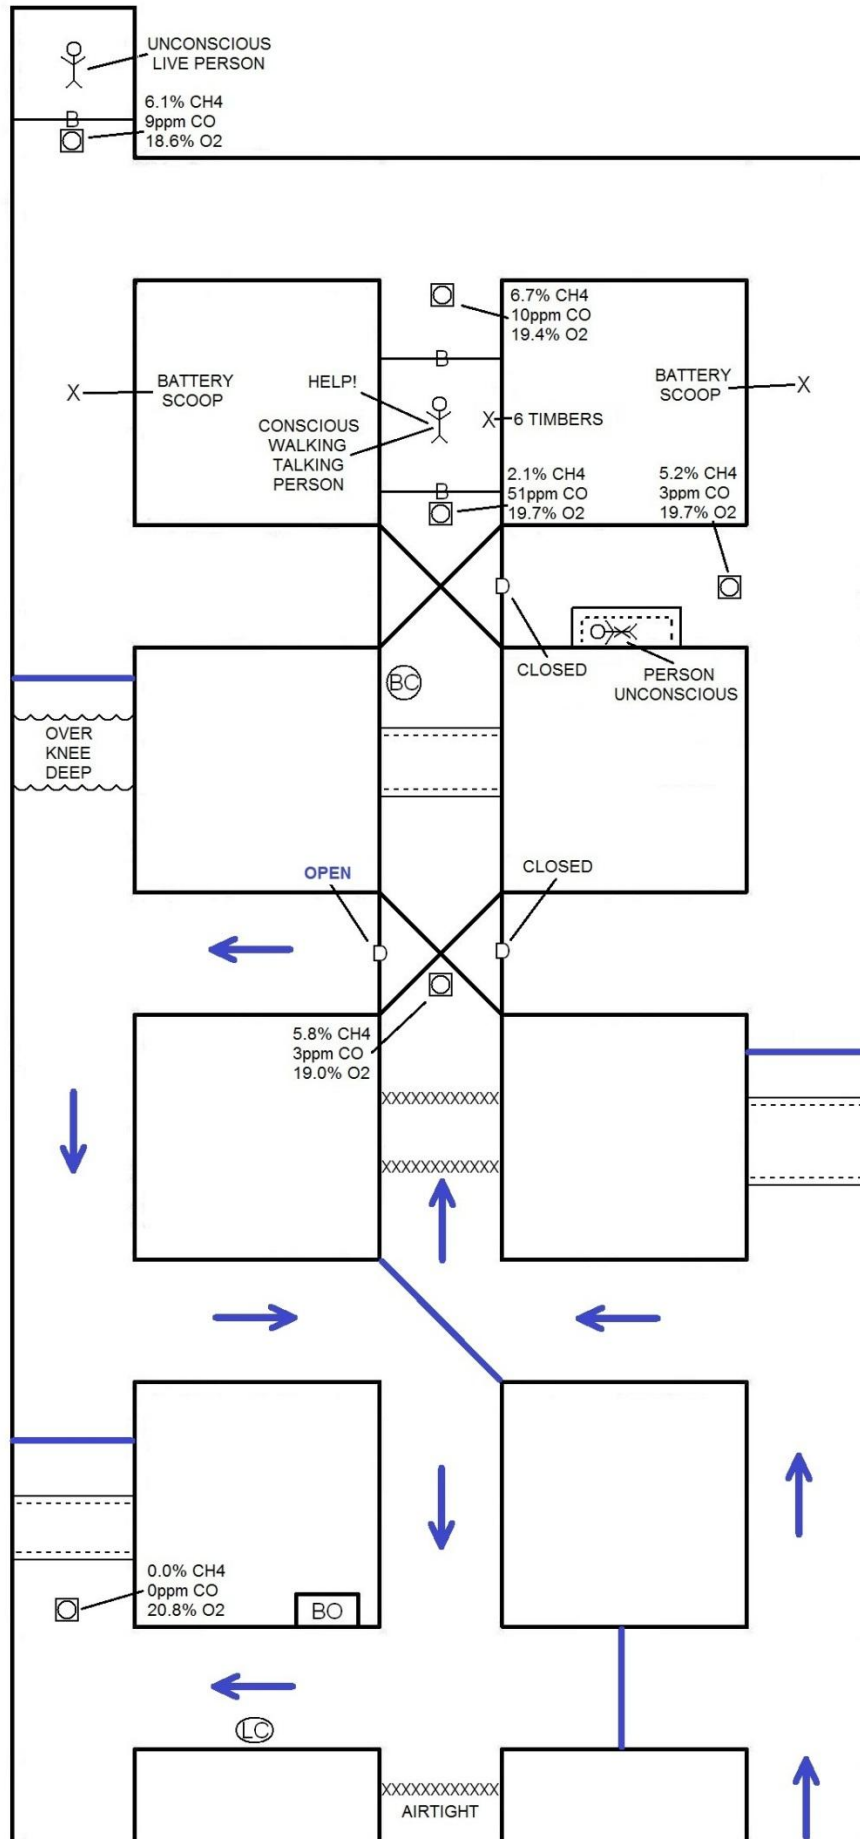 UNCONSCIOUS
LIVE PERSON
B
6.1% CH4
9ppm CO
18.6% O2
6.7% CH4
10ppm CO
19.4% O2
B
X
BATTERY
SCOOP
HELP!
CONSCIOUS
WALKING
TALKING
PERSON
X
6 TIMBERS
BATTERY
SCOOP
X
B
2.1% CH4
51ppm CO
19.7% O2
5.2% CH4
3ppm CO
19.7% O2
D
CLOSED
PERSON
UNCONSCIOUS
BC
OVER
KNEE
DEEP
OPEN
CLOSED
D
D
5.8% CH4
3ppm CO
19.0% O2
XXXXXXXXXXXX
XXXXXXXXXXXX
0.0% CH4
0ppm CO
20.8% O2
BO
LC
XXXXXXXXXXXX
AIRTIGHT